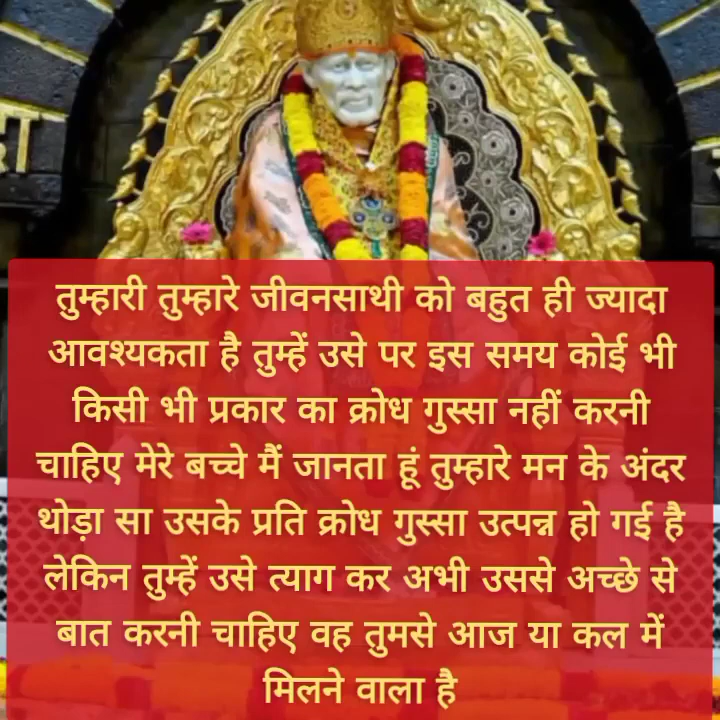 तुम्हारी तुम्हारे जीवनसाथी को बहुत ही ज्यादा
आवश्यकता है तुम्हें उसे पर इस समय कोई भी
किसी भी प्रकार का क्रोध गुस्सा नहीं करनी
चाहिए मेरे बच्चे मैं जानता हूं तुम्हारे मन के अंदर
थोड़ा सा उसके प्रति क्रोध गुस्सा उत्पन्न हो गई है
लेकिन तुम्हें उसे त्याग कर अभी उससे अच्छे से
बात करनी चाहिए वह तुमसे आज या कल में
मिलने वाला है